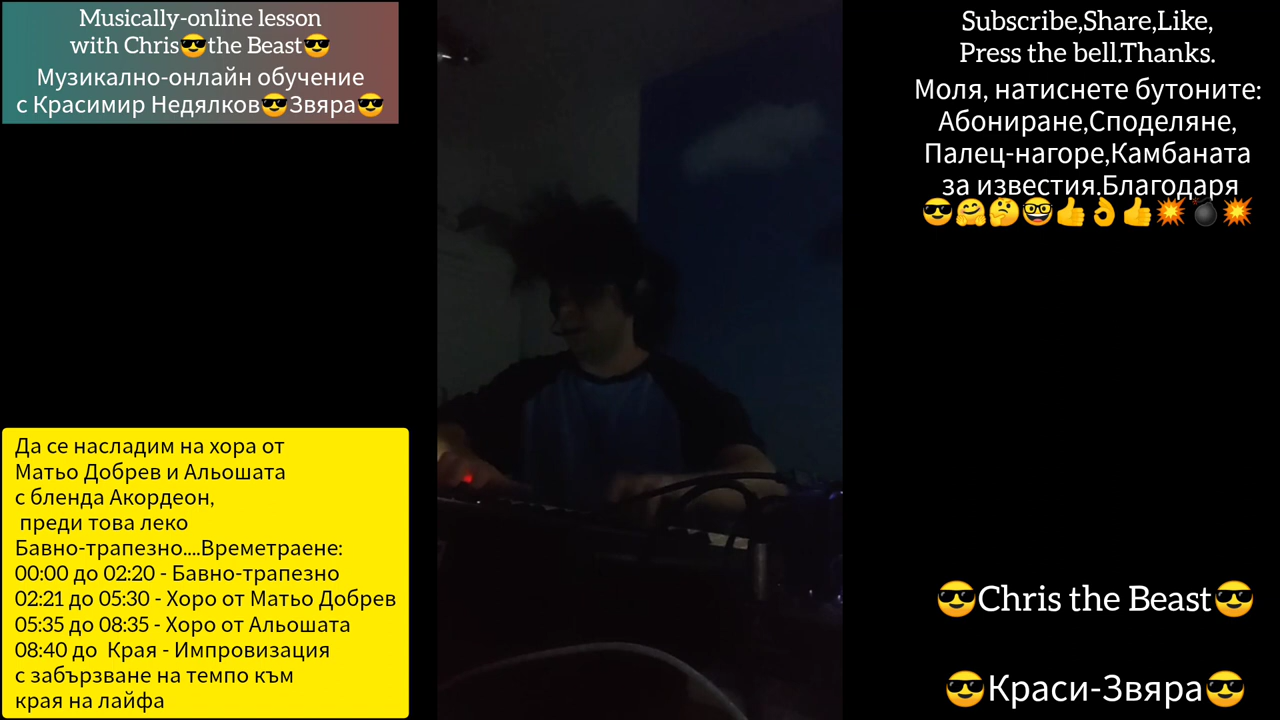 Musically-online lesson
with Chris😎the Beast😎
Музикално-онлайн обучение
с Красимир Недялков😎Звяра😎
Subscribe,Share,Like,
Press the bell.Thanks.
Моля, натиснете бутоните:
Абониране,Споделяне,
Палец-нагоре,Камбаната
за известия.Благодаря
😎🤗🤔🤓👍👌👍💥💣💥
Да се насладим на хора от
Матьо Добрев и Альошата
с бленда Акордеон,
преди това леко
Бавно-трапезно....Времетраене:
00:00 до 02:20 - Бавно-трапезно
02:21 до 05:30 - Хоро от Матьо Добрев
05:35 до 08:35 - Хоро от Альошата
08:40 до  Края - Импровизация
с забързване на темпо към
края на лайфа
😎Chris the Beast😎
😎Краси-Звяра😎